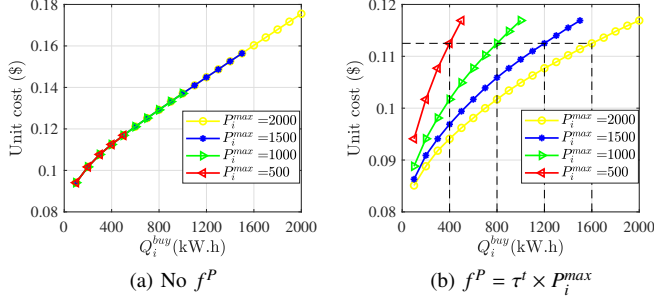 0.18
0.16
0.14
0.12
0.1
0.08
Unit cost ($)
0 400 800 1200 1600 2000
Q_i^{buy}(kW.h)
P_i^{max}=2000
P_i^{max}=1500
P_i^{max}=1000
P_i^{max}=500
(a) No f^P
0.12
0.11
0.1
0.09
0.08
Unit cost ($)
0 400 800 1200 1600 2000
Q_i^{buy}(kW.h)
P_i^{max}=2000
P_i^{max}=1500
P_i^{max}=1000
P_i^{max}=500
(b) f^P = τ^t × P_i^{max}